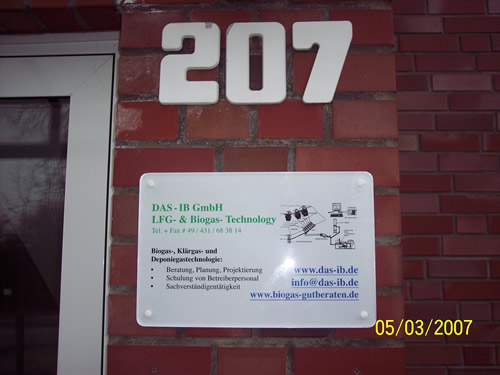 207
DAS - IB GmbH
LFG- & Biogas- Technology
Tel. + Fax # 49 / 431 / 68 38 14
Biogas-, Klärgas- und
Deponiegastechnologie:
• Beratung, Planung, Projektierung
• Schulung von Betreiberpersonal
• Sachverständigentätigkeit
www.das-ib.de
info@das-ib.de
www.biogas-gutberaten.de
05/03/2007